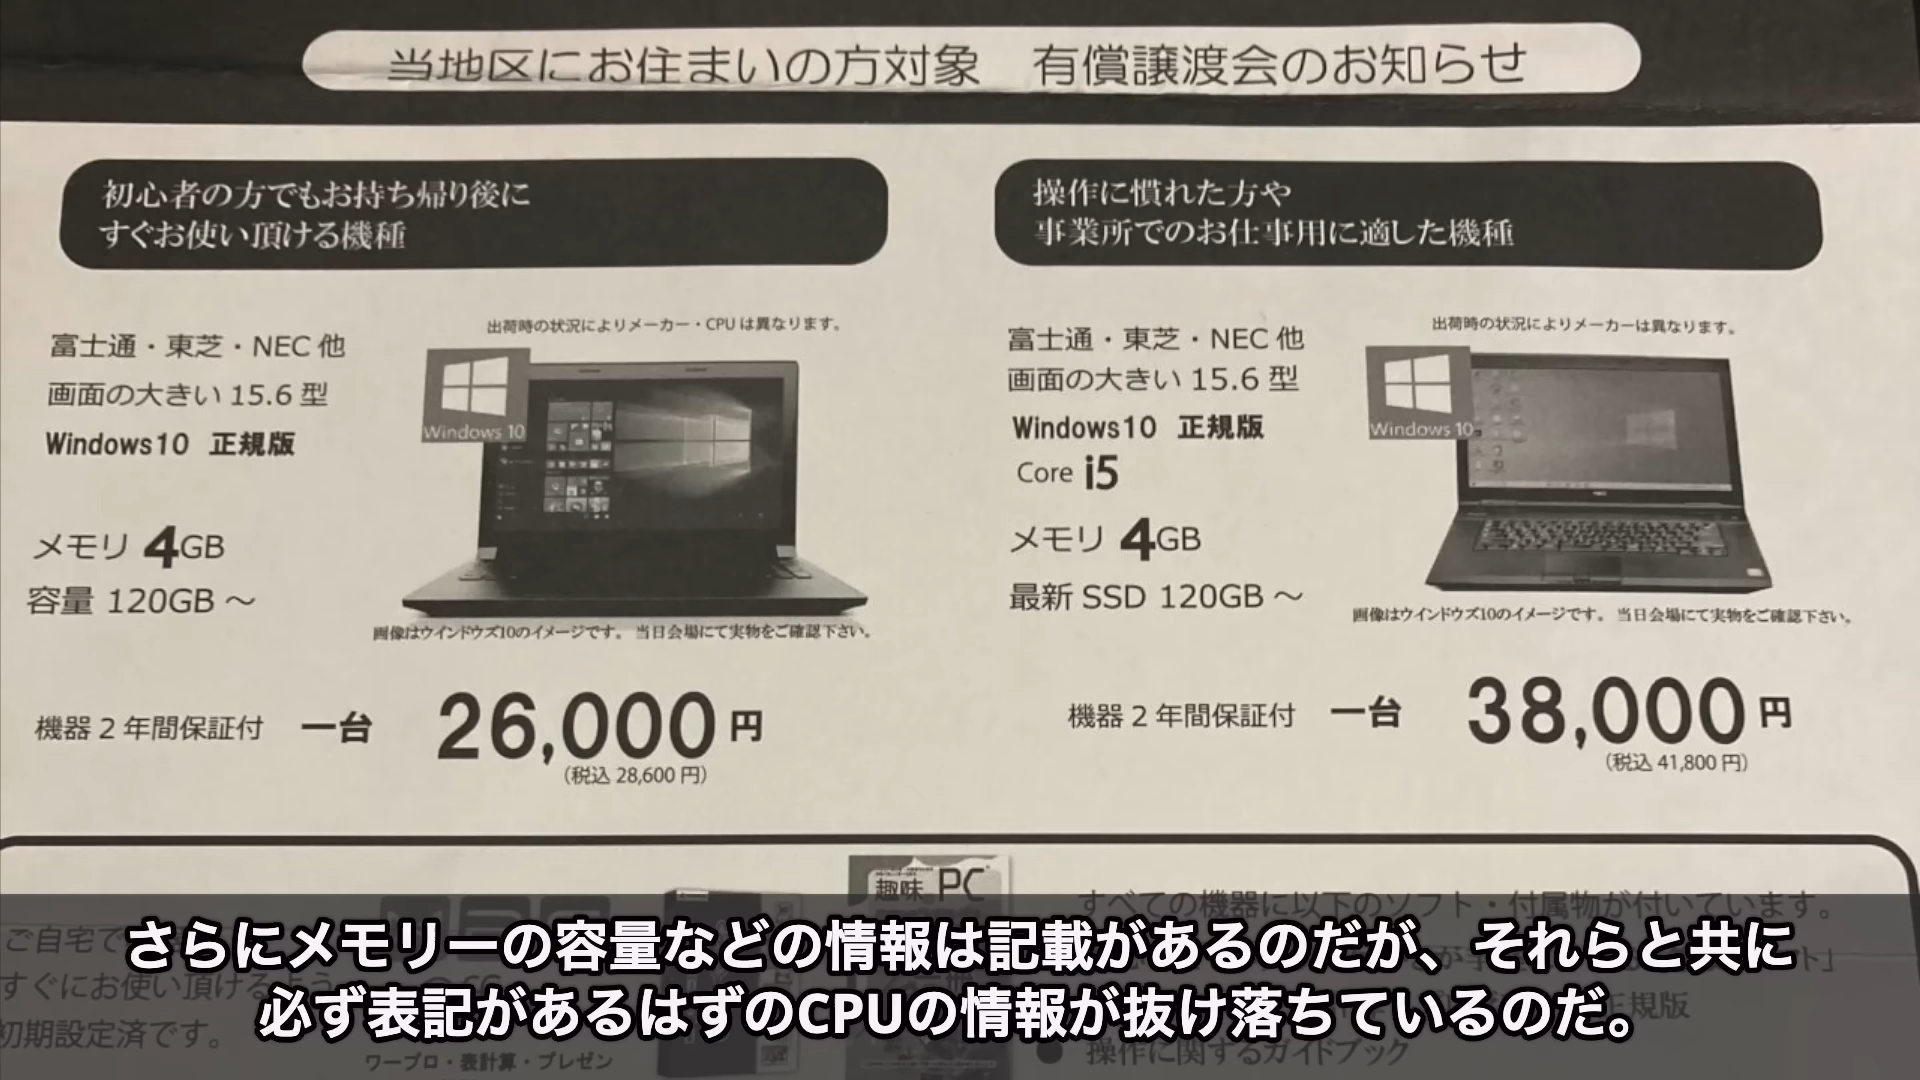 当地区にお住まいの方対象　有償譲渡会のお知らせ
初心者の方でもお持ち帰り後に
すぐお使い頂ける機種
出荷時の状況によりメーカー・CPUは異なります。
富士通・東芝・NEC 他
画面の大きい 15.6 型
Windows10　正規版
Windows 10
メモリ 4GB
容量 120GB ～
画像はウインドウズ10のイメージです。当日会場にて実物をご確認下さい。
機器２年間保証付　一台　26,000 円
（税込 28,600 円）
操作に慣れた方や
事業所でのお仕事用に適した機種
出荷時の状況によりメーカーは異なります。
富士通・東芝・NEC 他
画面の大きい 15.6 型
Windows10　正規版
Windows 10
Core i5
メモリ 4GB
最新 SSD 120GB ～
画像はウインドウズ10のイメージです。当日会場にて実物をご確認下さい。
機器２年間保証付　一台　38,000 円
（税込 41,800 円）
趣味 PC
すべての機器に以下のソフト・付属物が付いています。
ご自宅で
すぐにお使い頂ける
初期設定済です。
ワープロ・表計算・プレゼン
正規版
● 操作に関するガイドブック
さらにメモリーの容量などの情報は記載があるのだが、それらと共に
必ず表記があるはずのCPUの情報が抜け落ちているのだ。